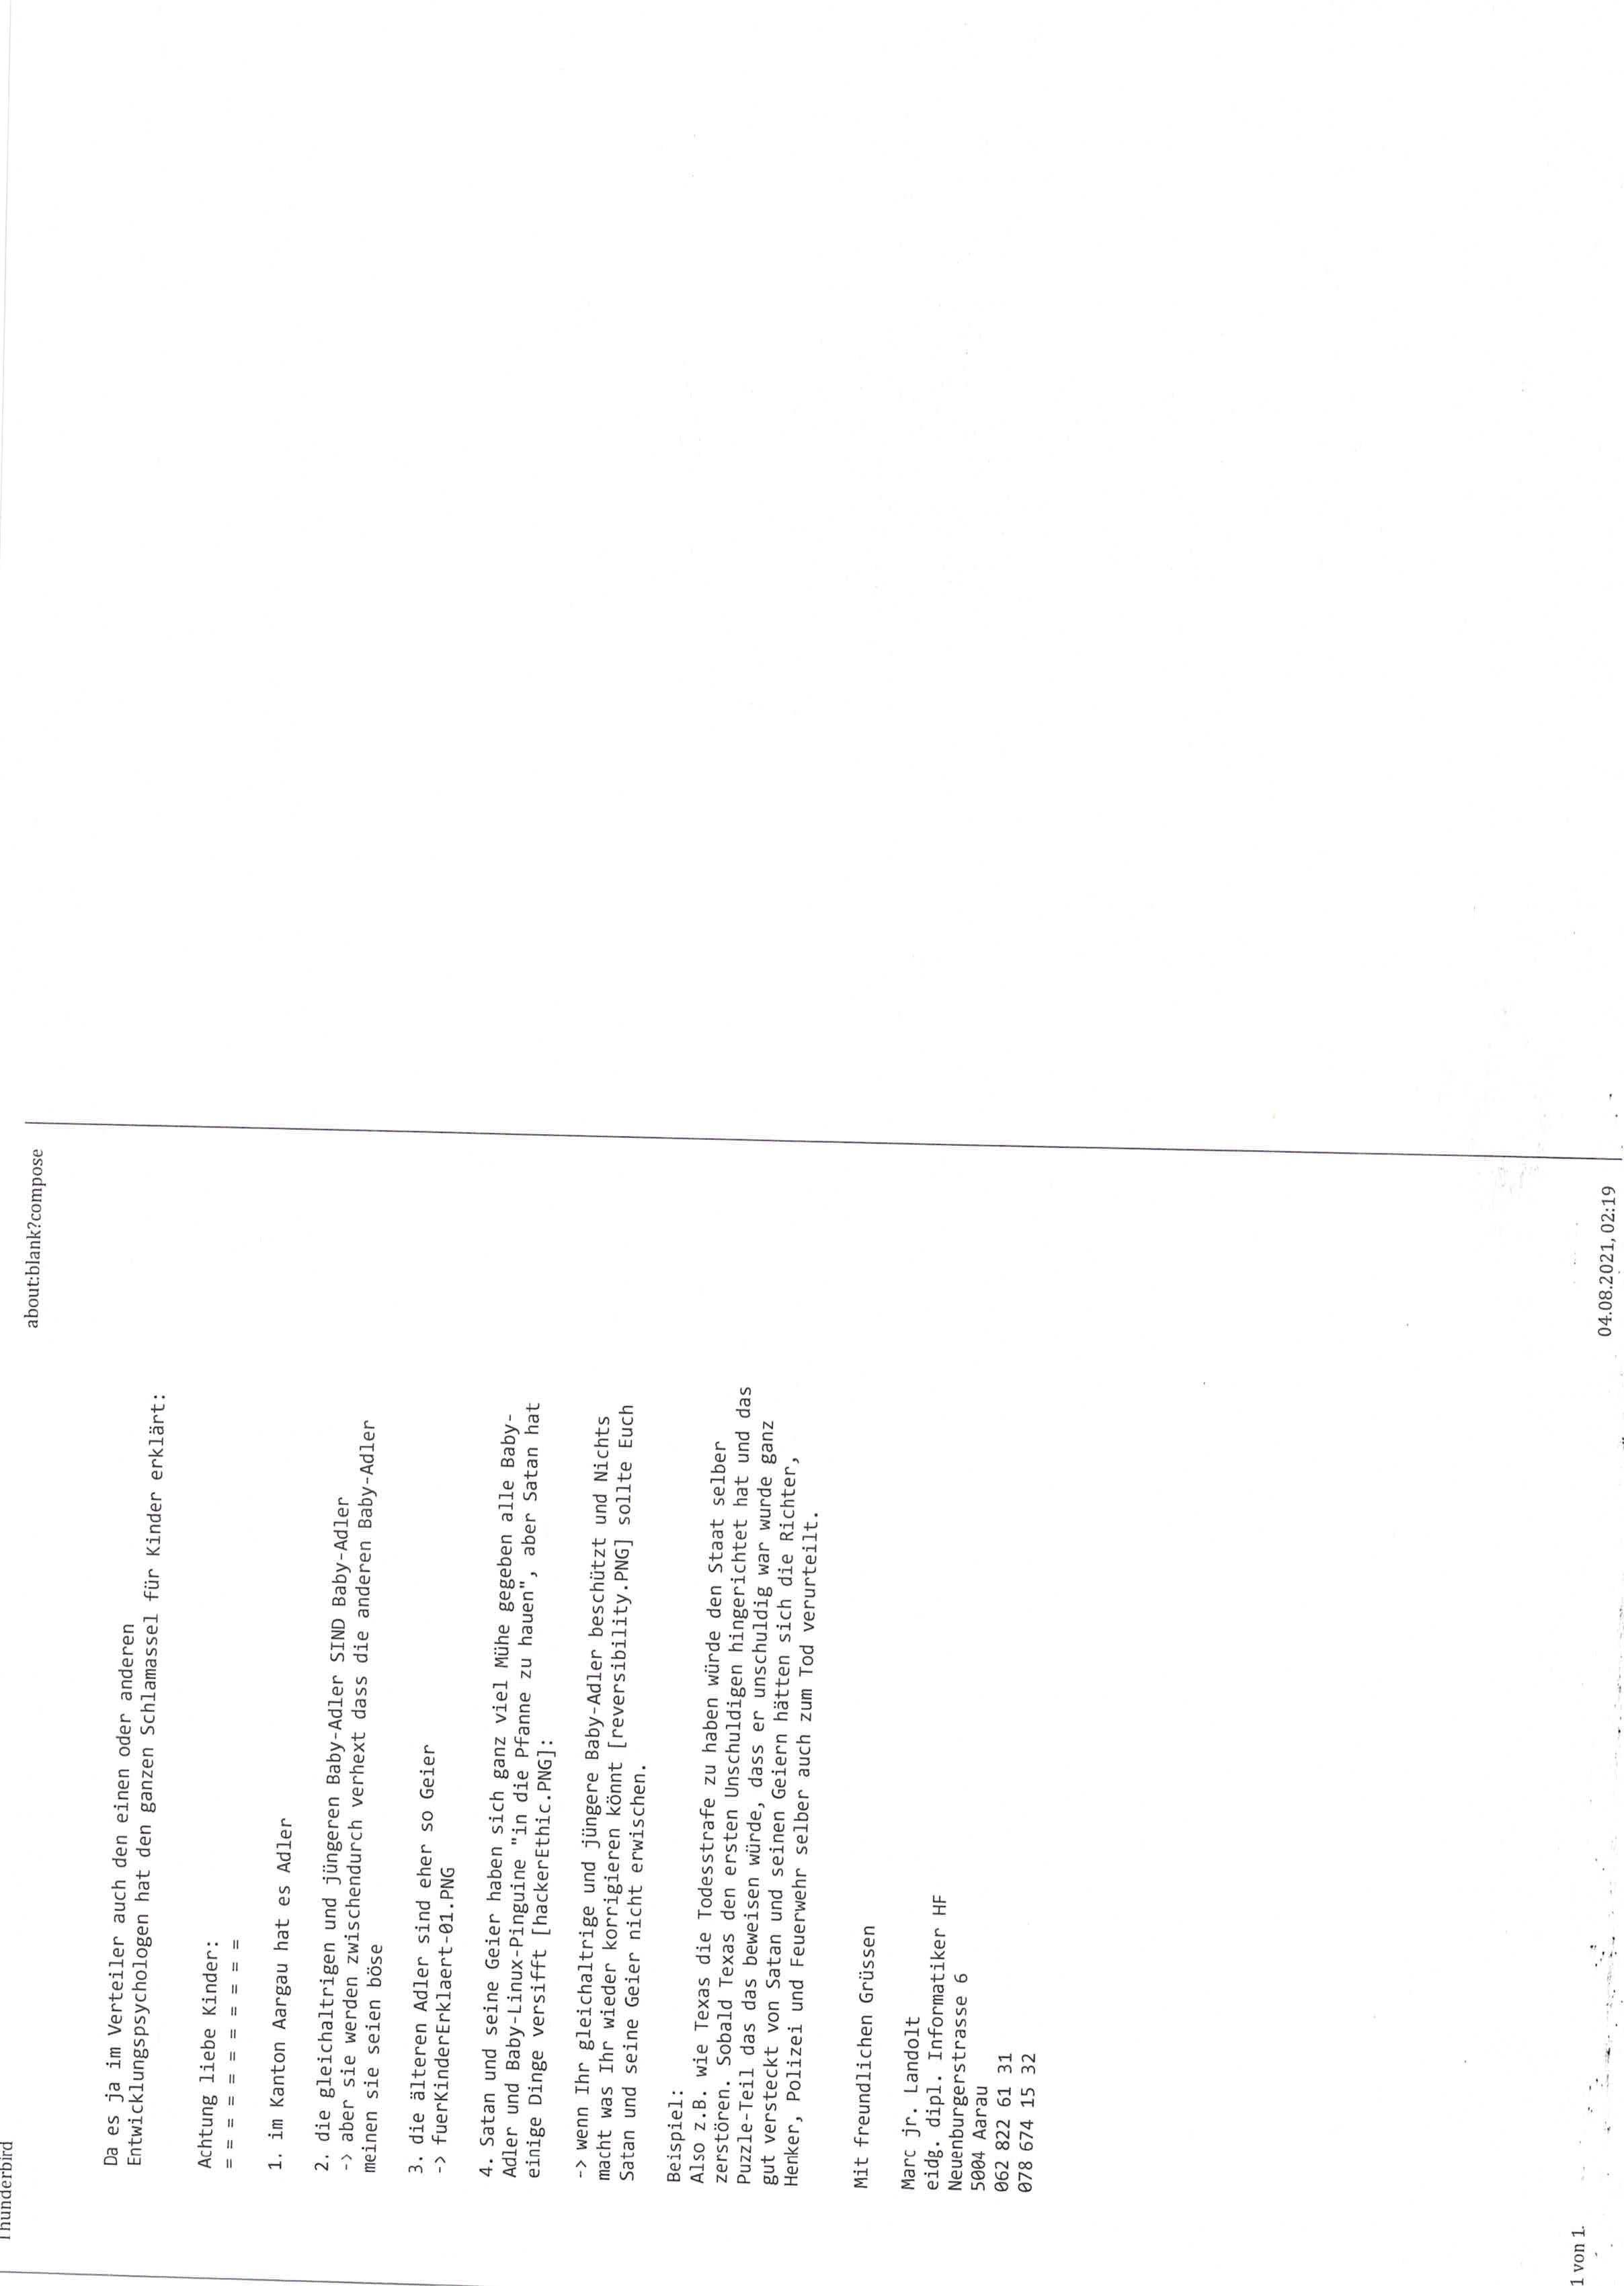 Thunderbird
about:blank?compose
Da es ja im Verteiler auch den einen oder anderen
Entwicklungspsychologen hat den ganzen Schlamassel für Kinder erklärt:
Achtung liebe Kinder:
= = = = = = = = = = =
1. im Kanton Aargau hat es Adler
2. die gleichaltrigen und jüngeren Baby-Adler SIND Baby-Adler
-> aber sie werden zwischendurch verhext dass die anderen Baby-Adler
meinen sie seien böse
3. die älteren Adler sind eher so Geier
-> fuerKinderErklaert-01.PNG
4. Satan und seine Geier haben sich ganz viel Mühe gegeben alle Baby-
Adler und Baby-Linux-Pinguine "in die Pfanne zu hauen", aber Satan hat
einige Dinge versifft [hackerEthic.PNG]:
-> wenn Ihr gleichaltrige und jüngere Baby-Adler beschützt und Nichts
macht was Ihr wieder korrigieren könnt [reversibility.PNG] sollte Euch
Satan und seine Geier nicht erwischen.
Beispiel:
Also z.B. wie Texas die Todesstrafe zu haben würde den Staat selber
zerstören. Sobald Texas den ersten Unschuldigen hingerichtet hat und das
Puzzle-Teil das das beweisen würde, dass er unschuldig war wurde ganz
gut versteckt von Satan und seinen Geiern hätten sich die Richter,
Henker, Polizei und Feuerwehr selber auch zum Tod verurteilt.
Mit freundlichen Grüssen
Marc jr. Landolt
eidg. dipl. Informatiker HF
Neuenburgerstrasse 6
5004 Aarau
062 822 61 31
078 674 15 32
1 von 1
04.08.2021, 02:19